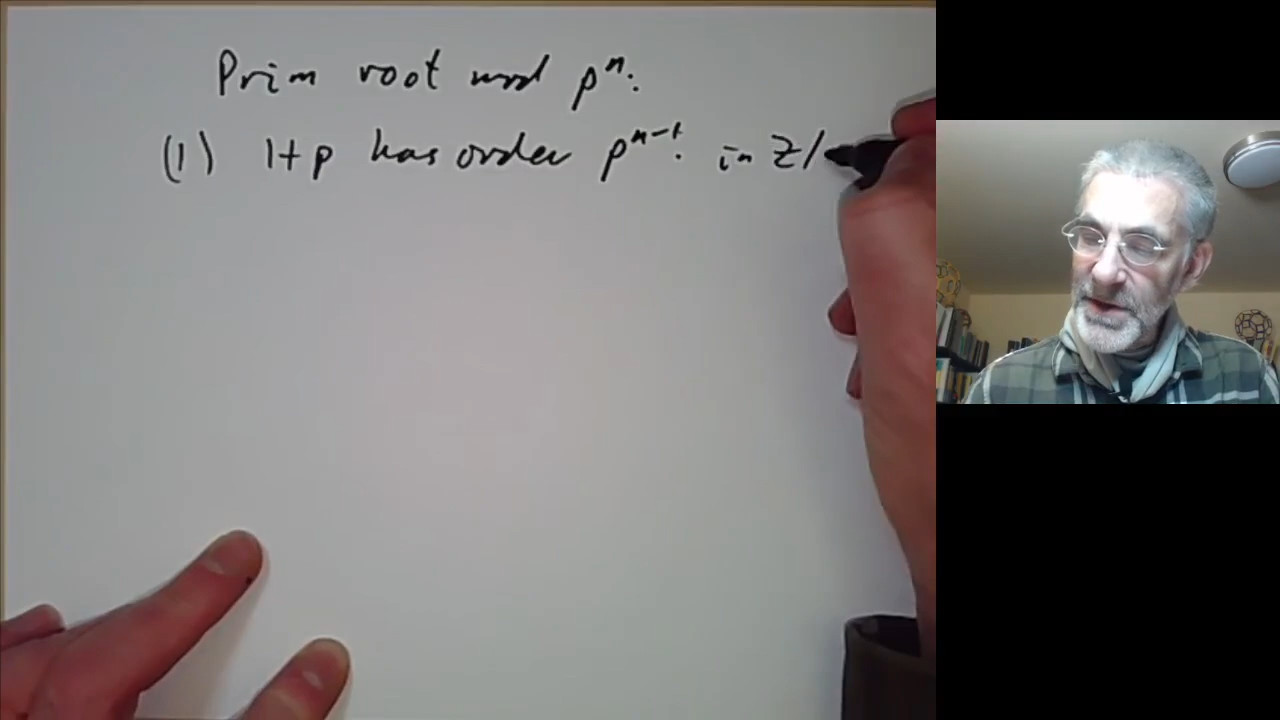 Prim root mod pⁿ:
(1) 1+p has order pⁿ⁻¹. in Z/